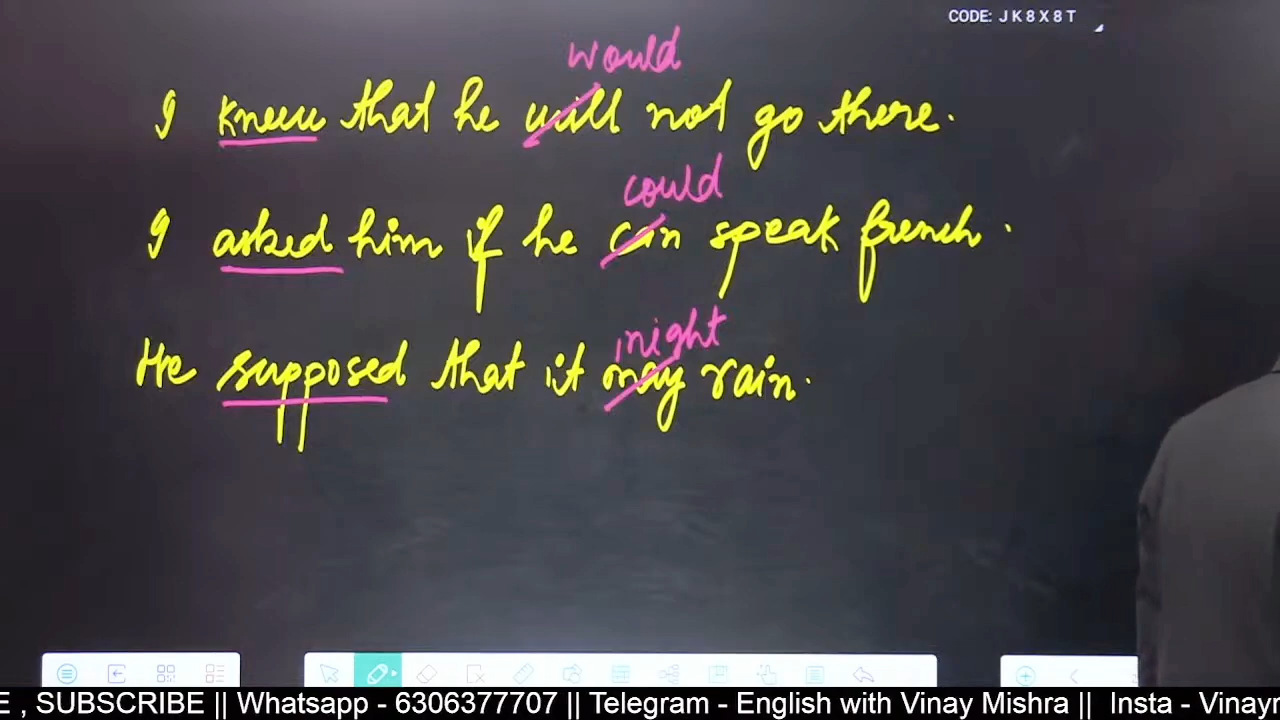 CODE: JK8X8T
would
I knew that he will not go there.
could
I asked him if he can speak french.
might
He supposed that it may rain.
E , SUBSCRIBE || Whatsapp - 6306377707 || Telegram - English with Vinay Mishra || Insta - Vinayr